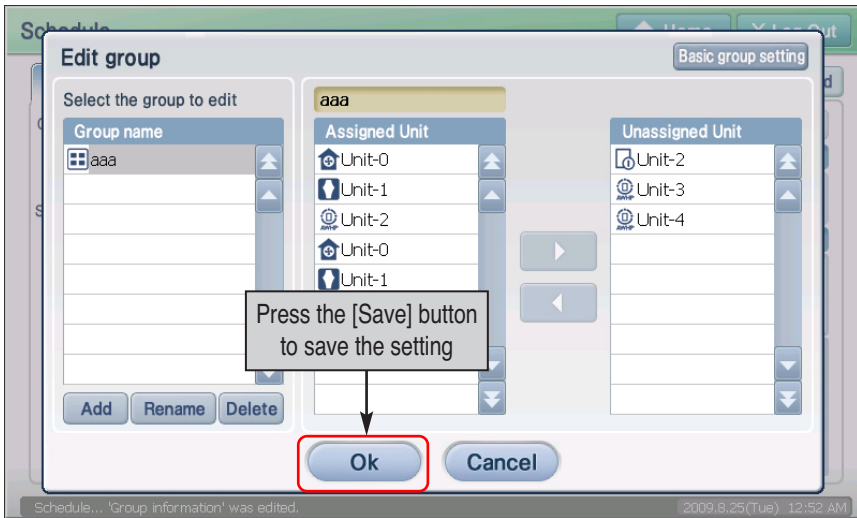 Schedule
Home
Log Out
Edit group
Basic group setting
Select the group to edit
Group name
aaa
Add
Rename
Delete
aaa
Assigned Unit
Unit-0
Unit-1
Unit-2
Unit-0
Unit-1
Unassigned Unit
Unit-2
Unit-3
Unit-4
Press the [Save] button
to save the setting
Ok
Cancel
Schedule... 'Group information' was edited.
2009.8.25(Tue) 12:52 AM